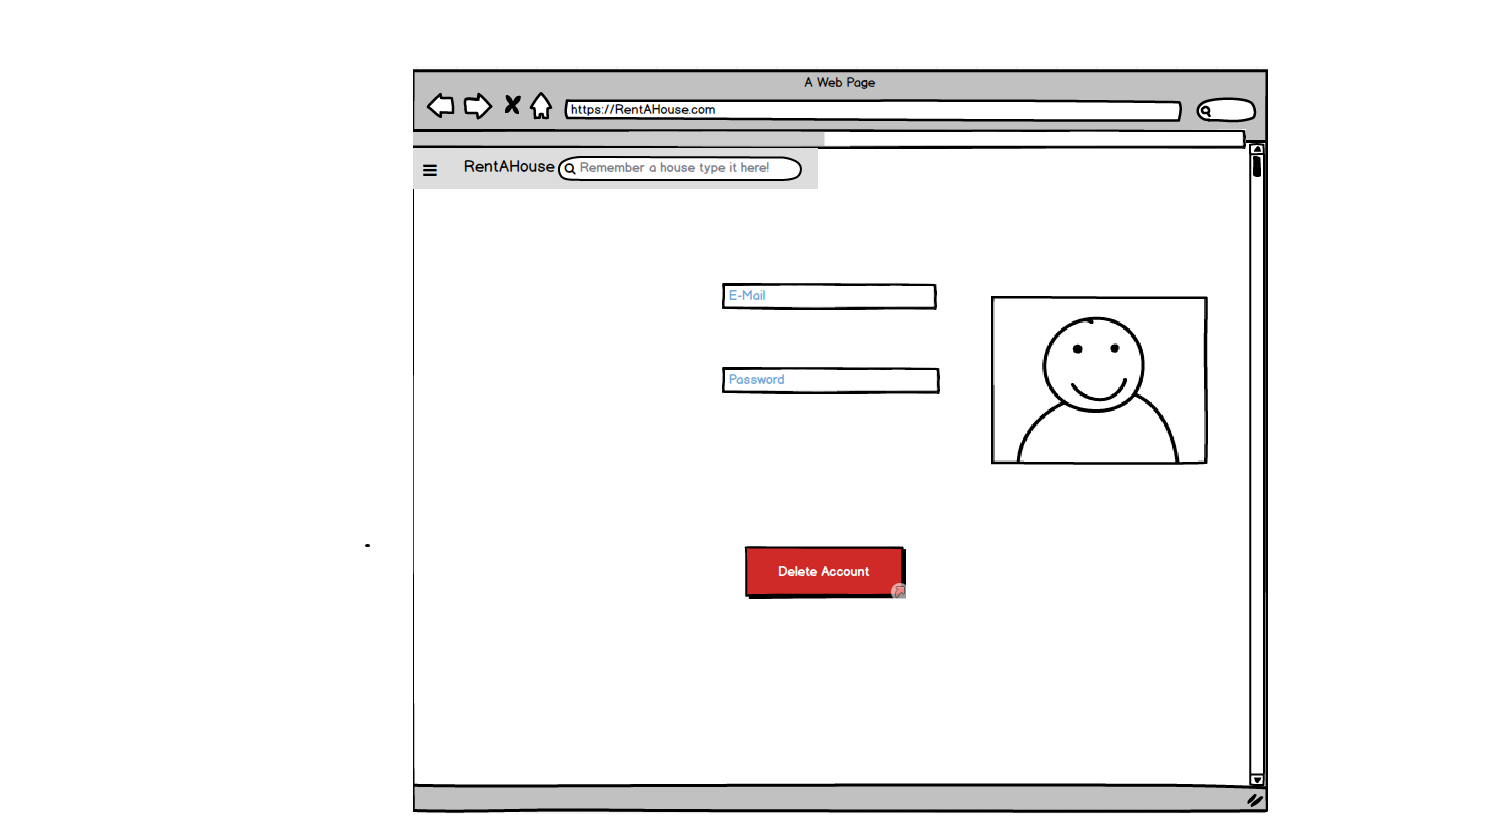 A Web Page
https://RentAHouse.com
RentAHouse Remember a house type it here!
E-Mail
Password
Delete Account